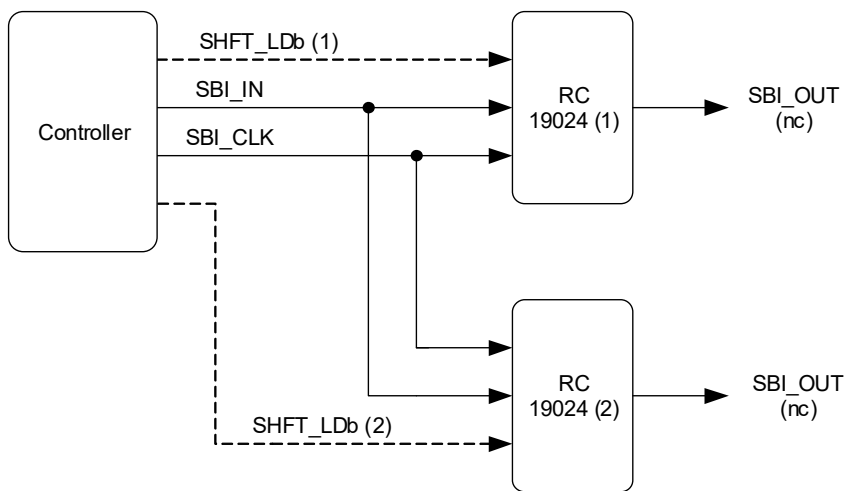 SHFT_LDb (1)
SBI_IN
Controller
SBI_CLK
RC
19024 (1)
SBI_OUT
(nc)
RC
19024 (2)
SBI_OUT
(nc)
SHFT_LDb (2)